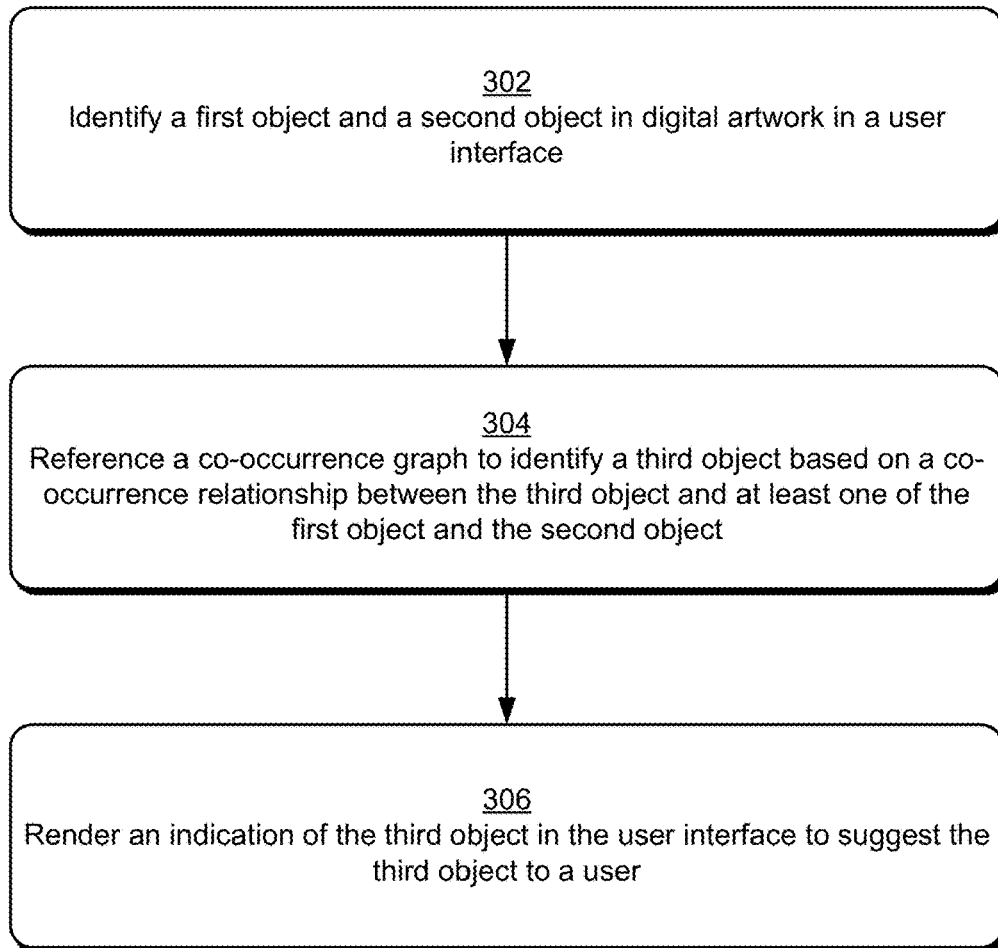 302
Identify a first object and a second object in digital artwork in a user
interface
304
Reference a co-occurrence graph to identify a third object based on a co-
occurrence relationship between the third object and at least one of the
first object and the second object
306
Render an indication of the third object in the user interface to suggest the
third object to a user